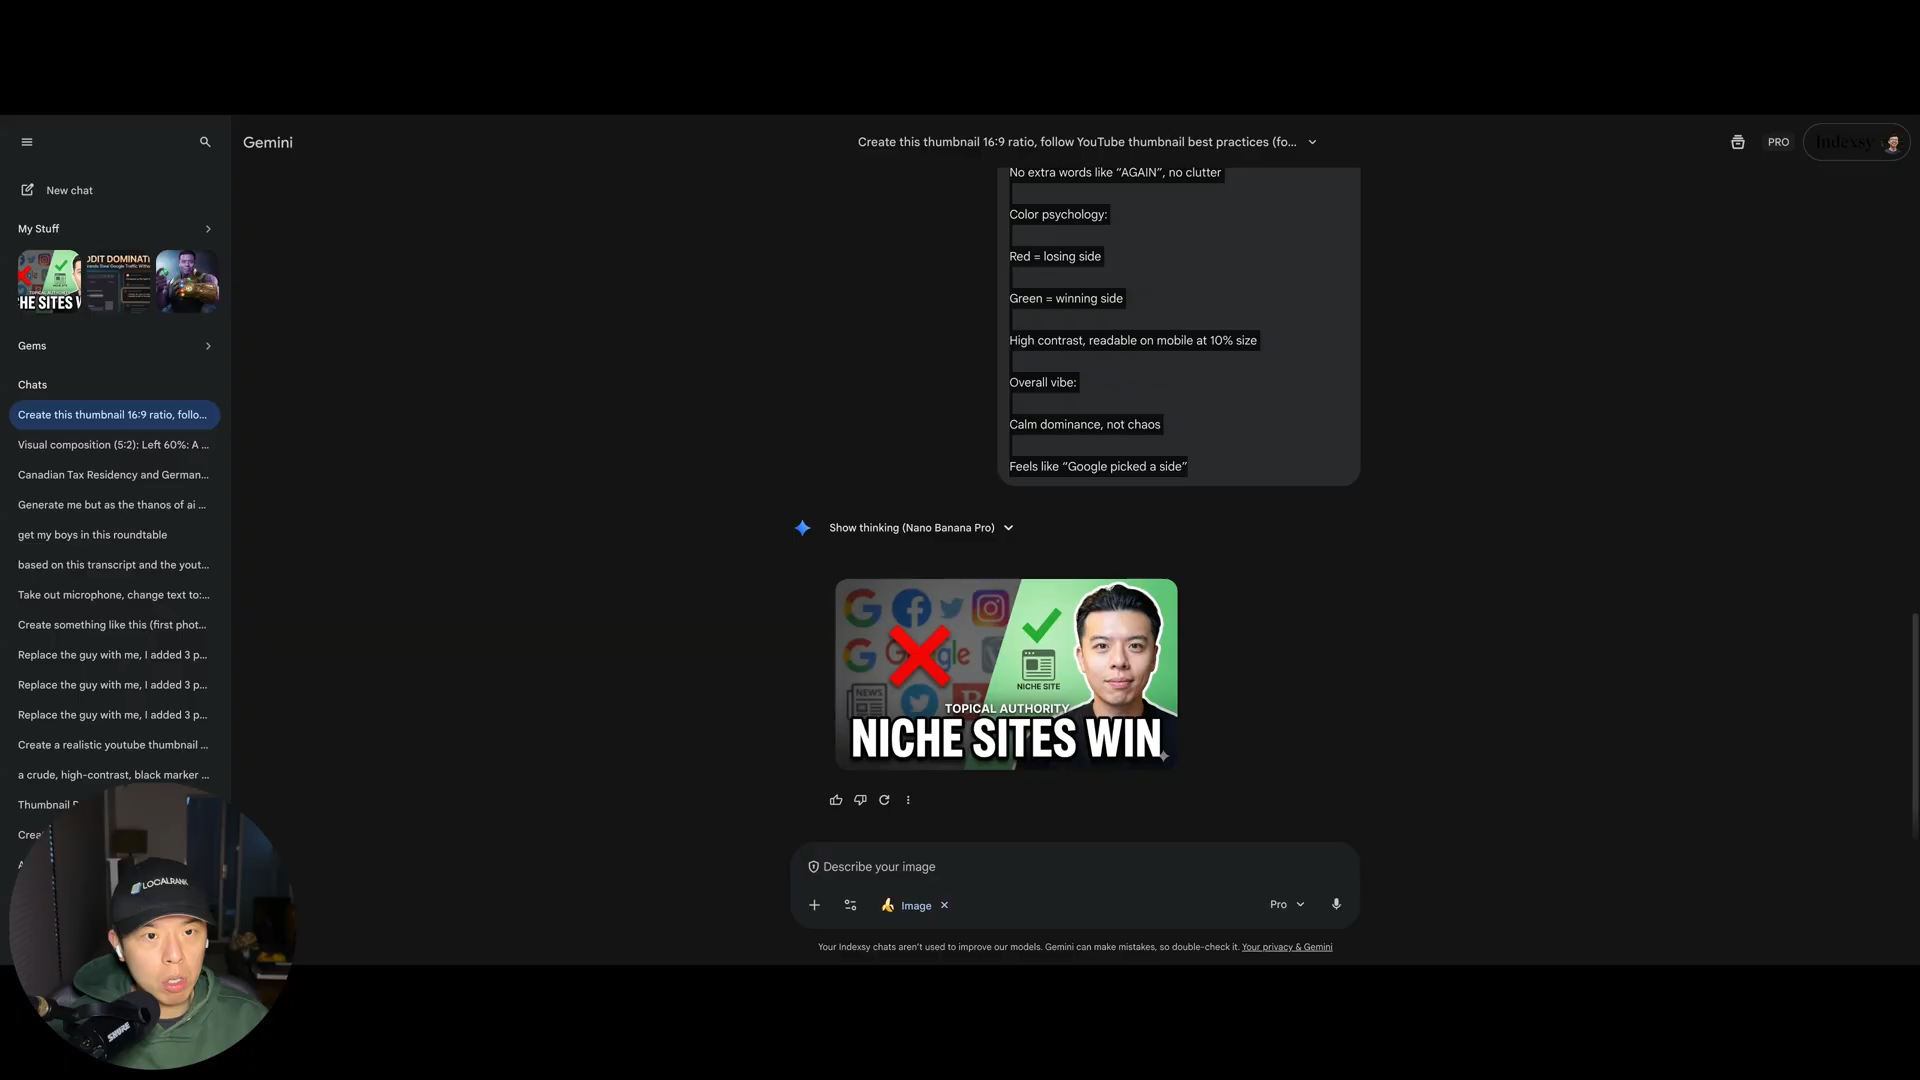 Gemini
Create this thumbnail 16:9 ratio, follow YouTube thumbnail best practices (fo...
PRO
Indexsy
New chat
My Stuff
DDIT DOMINAT
HE SITES W
Gems
Chats
Create this thumbnail 16:9 ratio, follo...
Visual composition (5:2): Left 60%: A ...
Canadian Tax Residency and German...
Generate me but as the thanos of ai ...
get my boys in this roundtable
based on this transcript and the yout...
Take out microphone, change text to:...
Create something like this (first phot...
Replace the guy with me, I added 3 p...
Replace the guy with me, I added 3 p...
Replace the guy with me, I added 3 p...
Create a realistic youtube thumbnail ...
a crude, high-contrast, black marker ...
Thumbnail
Crea
No extra words like “AGAIN”, no clutter
Color psychology:
Red = losing side
Green = winning side
High contrast, readable on mobile at 10% size
Overall vibe:
Calm dominance, not chaos
Feels like “Google picked a side”
Show thinking (Nano Banana Pro)
NEWS
NICHE SITE
TOPICAL AUTHORITY
NICHE SITES WIN
Describe your image
Image
Pro
Your Indexsy chats aren’t used to improve our models. Gemini can make mistakes, so double-check it. Your privacy & Gemini
LOCALRANK
SHURE